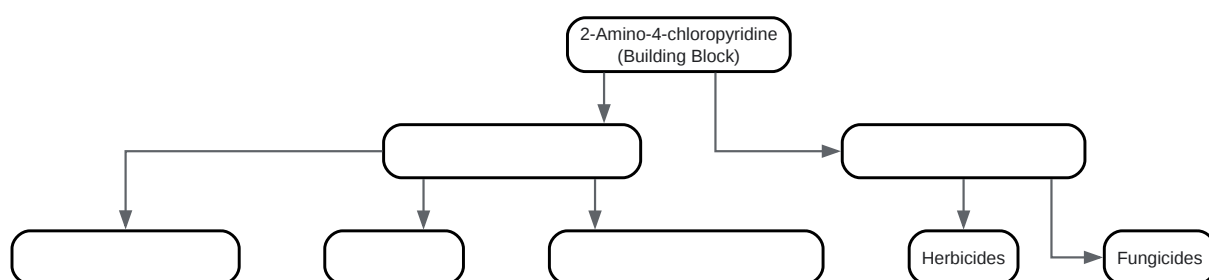 2-Amino-4-chloropyridine
(Building Block)
Herbicides
Fungicides